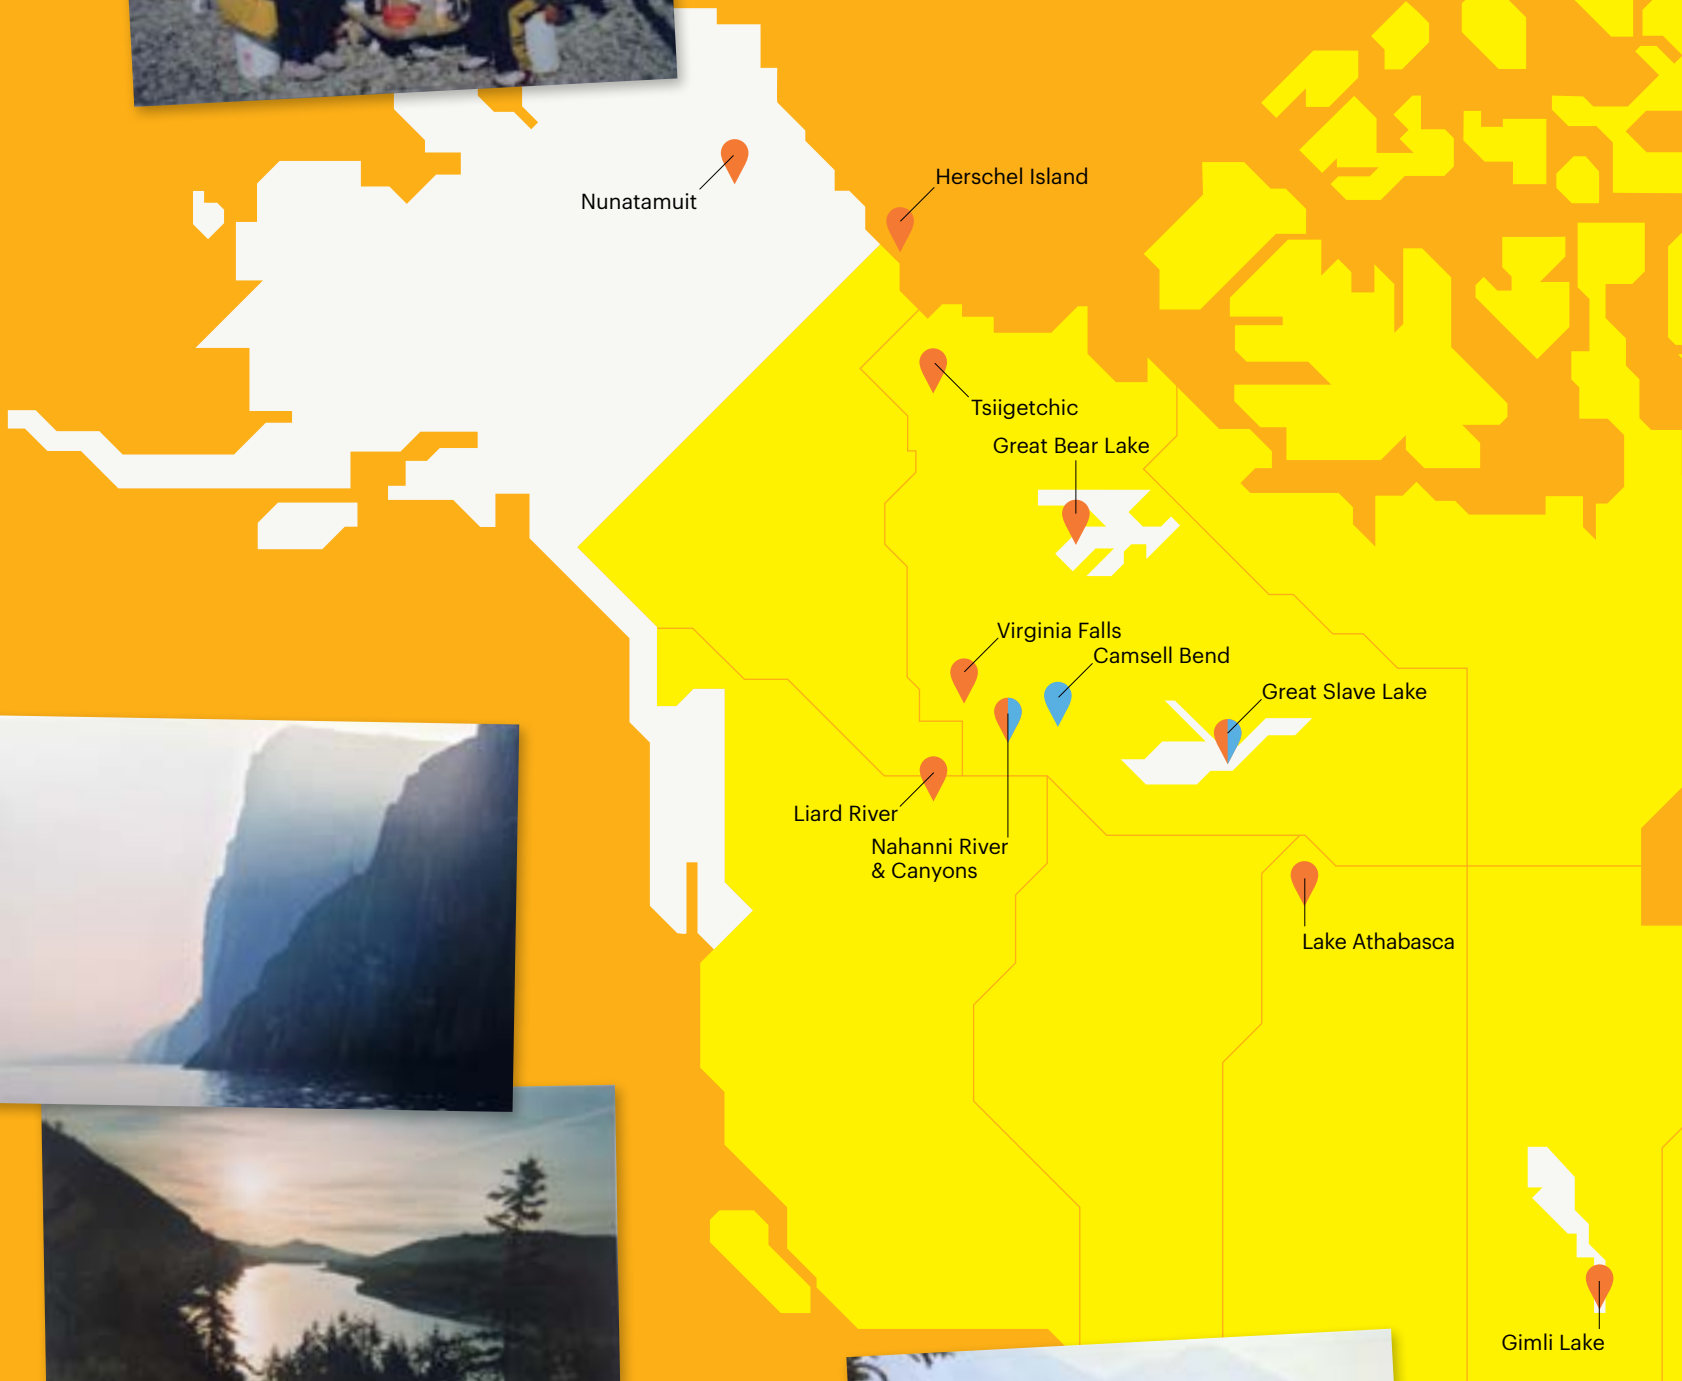 Herschel Island
Nunatamuit
Tsiigetchic
Great Bear Lake
Virginia Falls
Camsell Bend
Great Slave Lake
Liard River
Nahanni River
& Canyons
Lake Athabasca
Gimli Lake